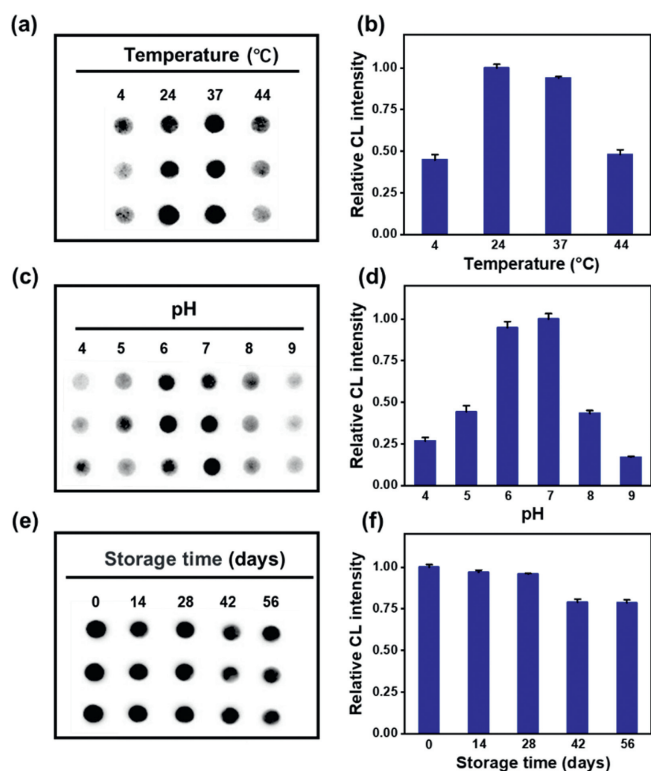 (a)
Temperature (°C)
4 24 37 44
(b)
Relative CL intensity
1.00
0.75
0.50
0.25
0.00
4 24 37 44
Temperature (°C)
(c)
pH
4 5 6 7 8 9
(d)
Relative CL intensity
1.00
0.75
0.50
0.25
0.00
4 5 6 7 8 9
pH
(e)
Storage time (days)
0 14 28 42 56
(f)
Relative CL intensity
1.00
0.75
0.50
0.25
0.00
0 14 28 42 56
Storage time (days)